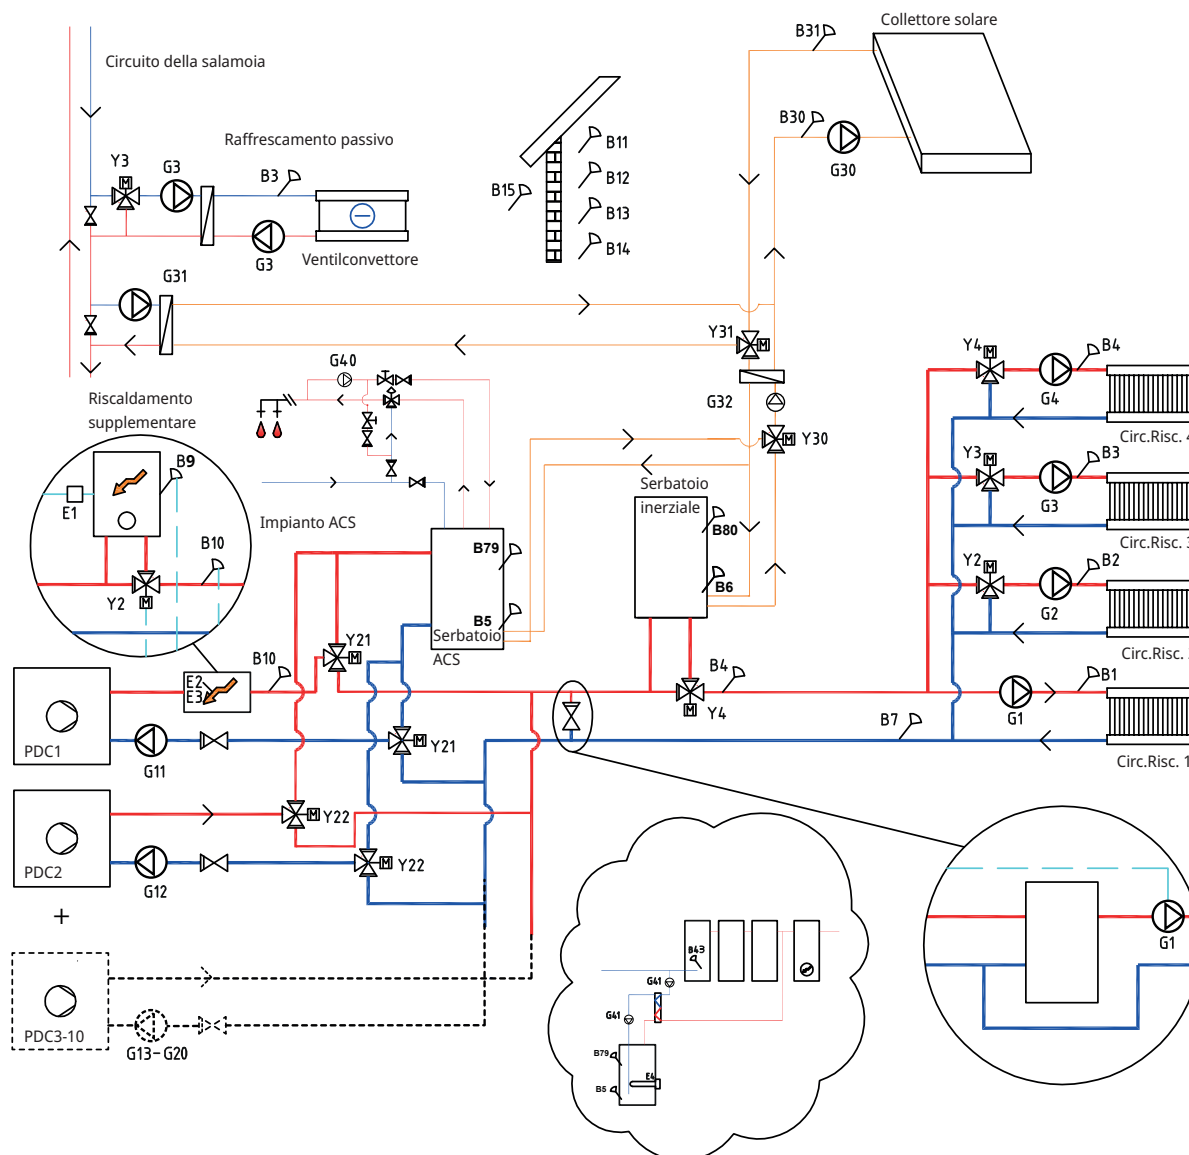 Collettore solare
B31
Circuito della salamoia
B30
G30
Raffrescamento passivo
B11
Y3
M
G3
B3
B12
B15
B13
B14
G3
Ventilconvettore
G31
Y31
M
Y4
M
B4
G40
G4
Riscaldamento
supplementare
G32
Circ.Risc. 4
Y30
M
B9
Y3
M
B3
E1
Serbatoio
inerziale
G3
Impianto ACS
B80
B10
B79
Circ.Risc. 3
Y2
M
B2
Y2
M
B6
G2
B5
Serbatoio
ACS
Y21
M
Circ.Risc. 2
B10
E2
E3
B4
B1
Y4
M
G1
B7
PDC1
G11
M
Y21
Circ.Risc. 1
Y22
M
PDC2
G12
M
Y22
+
G1
B43
G41
PDC3-10
G41
G13-G20
B79
E4
B5